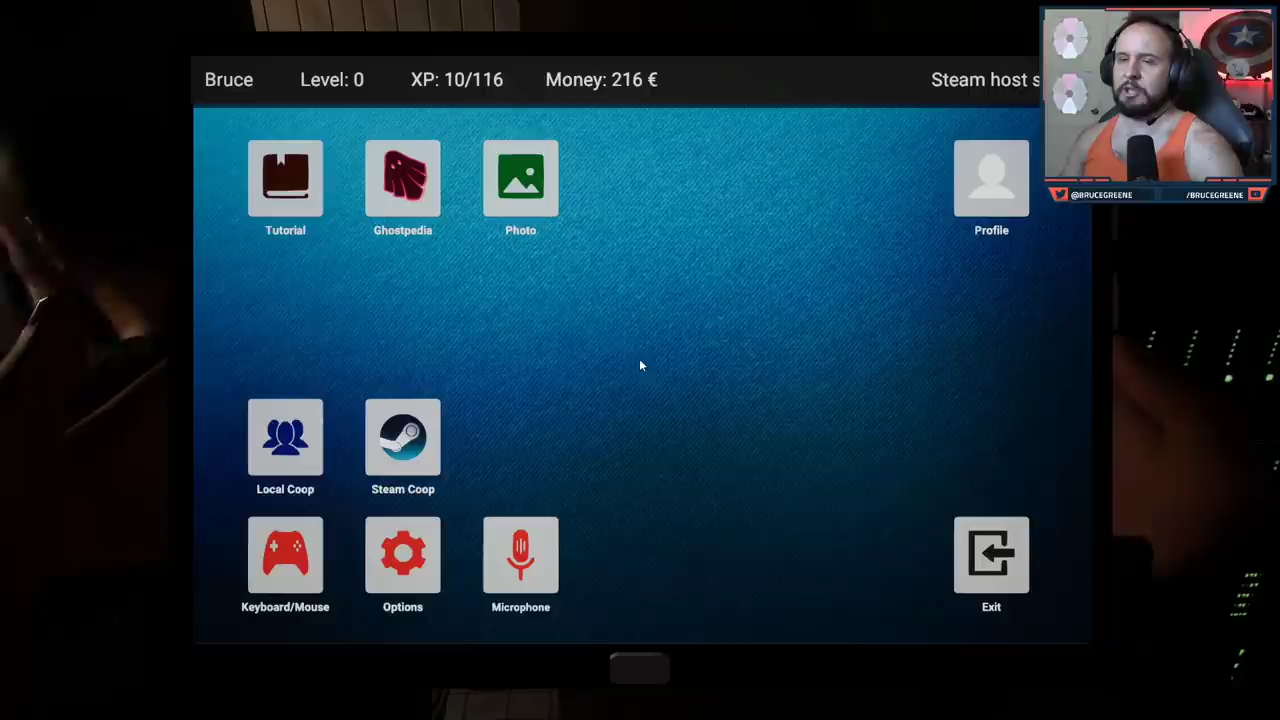 Bruce Level: 0 XP: 10/116 Money: 216 € Steam host s
@BRUCEGREENE /BRUCEGREENE
Tutorial Ghostpedia Photo Profile
Local Coop Steam Coop
Keyboard/Mouse Options Microphone Exit